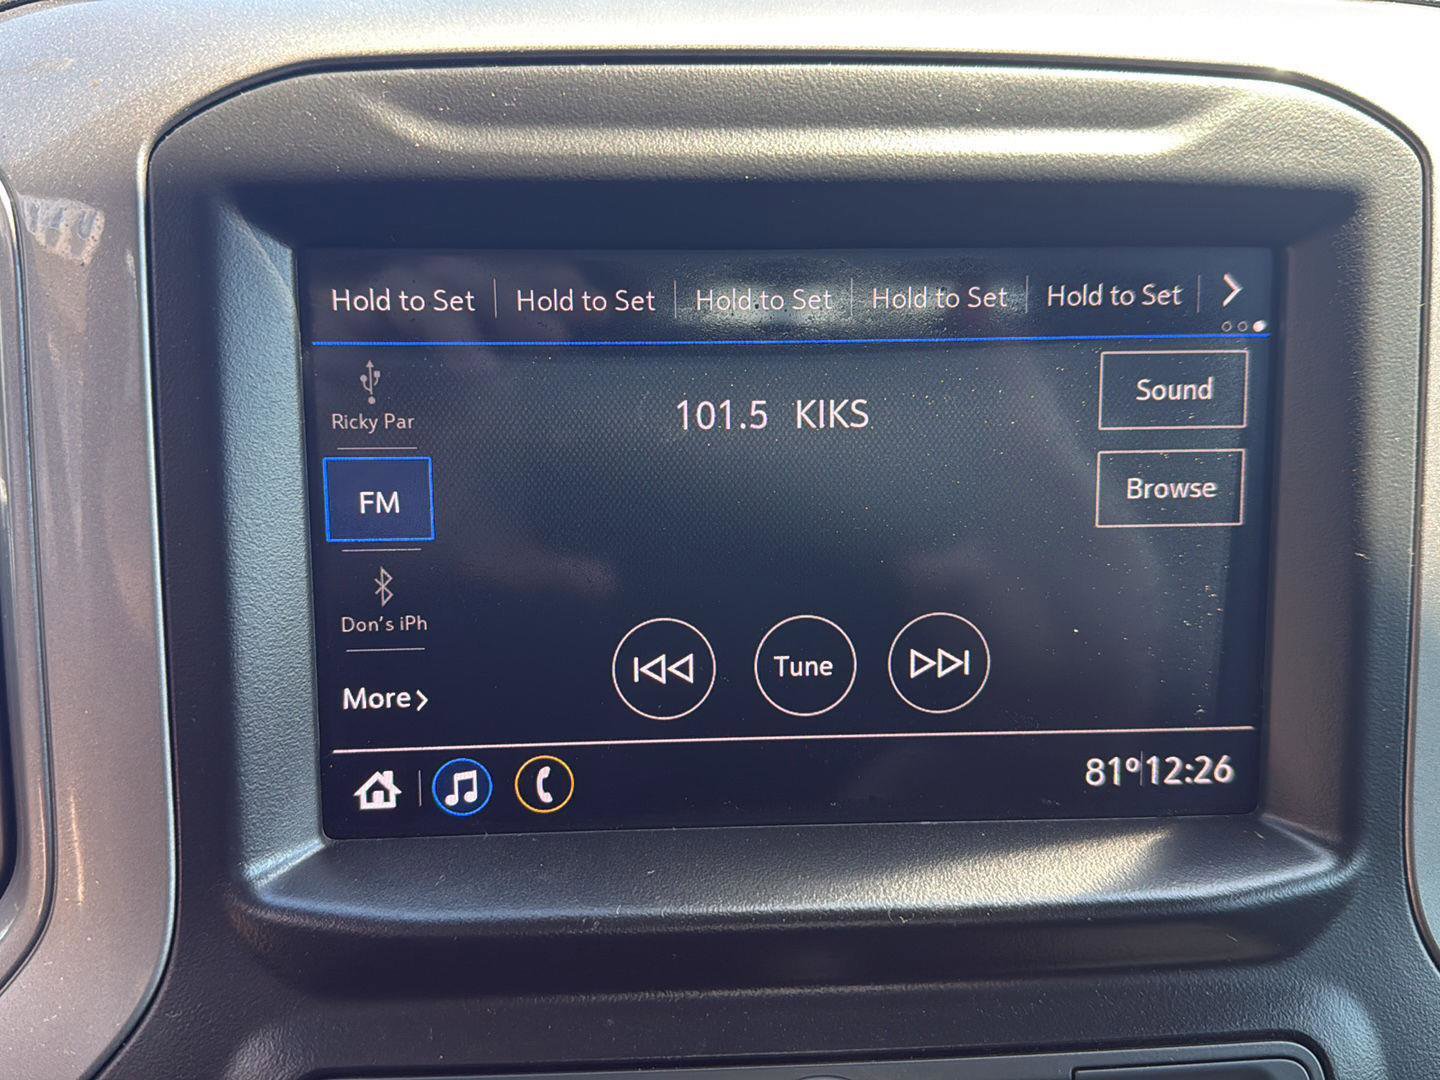 Hold to Set Hold to Set Hold to Set Hold to Set Hold to Set
Ricky Par
101.5 KIKS
Sound
FM
Browse
Don's iPh
Tune
More
81° 12:26